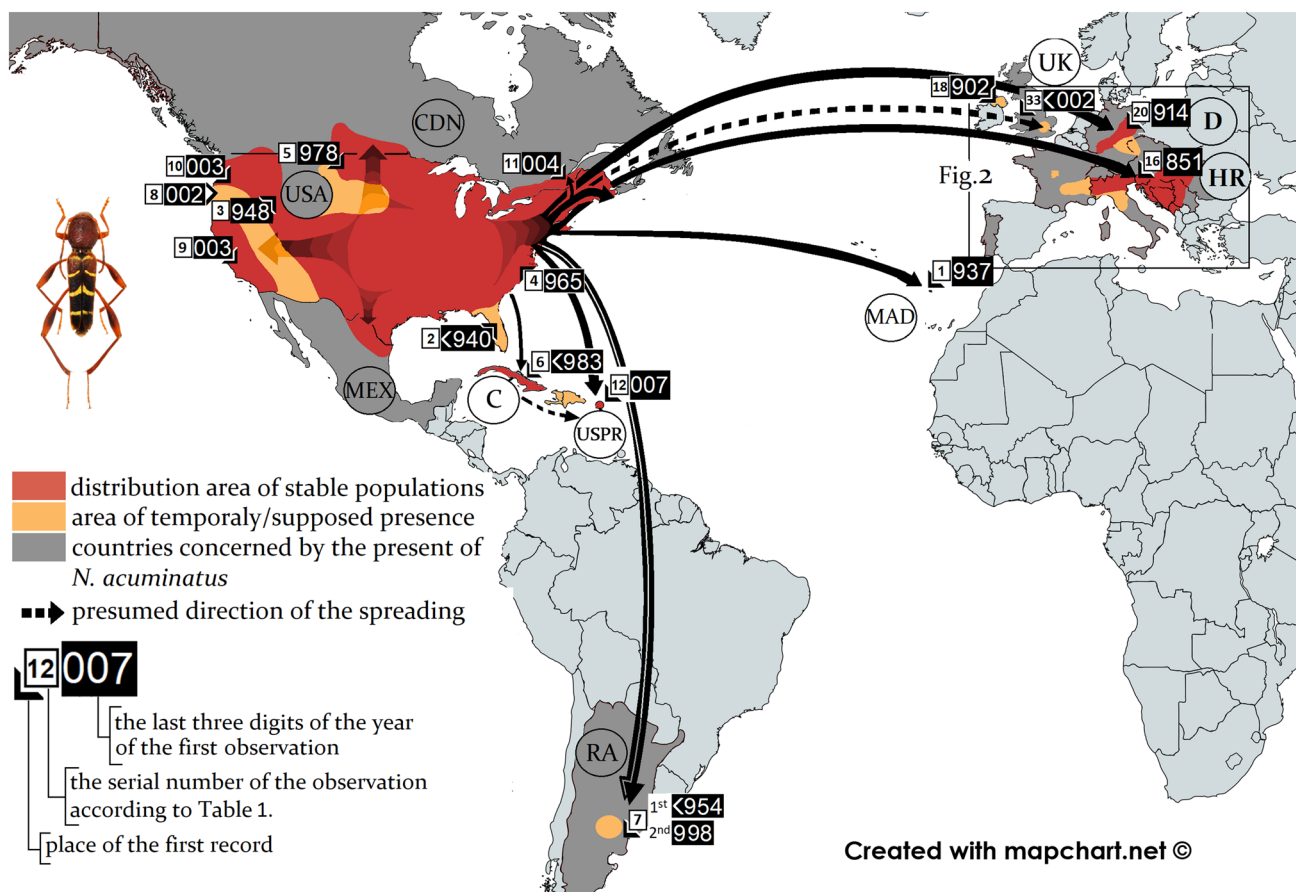 UK
18 902
33 <002
CDN
20 914
D
10 003
5 978
11 004
16 851
Fig.2
HR
8 002
USA
3 948
9 003
4 965
1 937
MAD
2 <940
6 <983
MEX
C
12 007
USPR
distribution area of stable populations
area of temporaly/supposed presence
countries concerned by the present of
N. acuminatus
presumed direction of the spreading
12 007
the last three digits of the year
of the first observation
the serial number of the observation
according to Table 1.
place of the first record
RA
7
1st <954
2nd 998
Created with mapchart.net ©